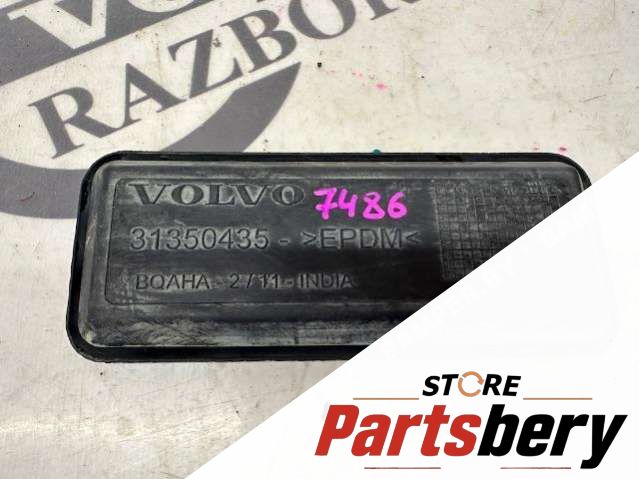 RAZBOR
VOLVO
7486
31350435 - >EPDM<
BQAHA - 2 / 11 - INDIA
STORE
Partsbery